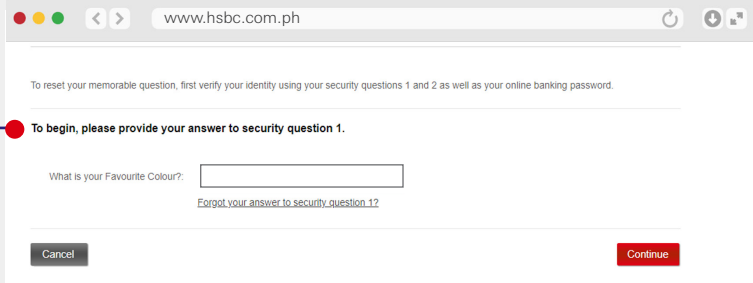 www.hsbc.com.ph
To reset your memorable question, first verify your identity using your security questions 1 and 2 as well as your online banking password.
To begin, please provide your answer to security question 1.
What is your Favourite Colour?:
Forgot your answer to security question 1?
Cancel
Continue